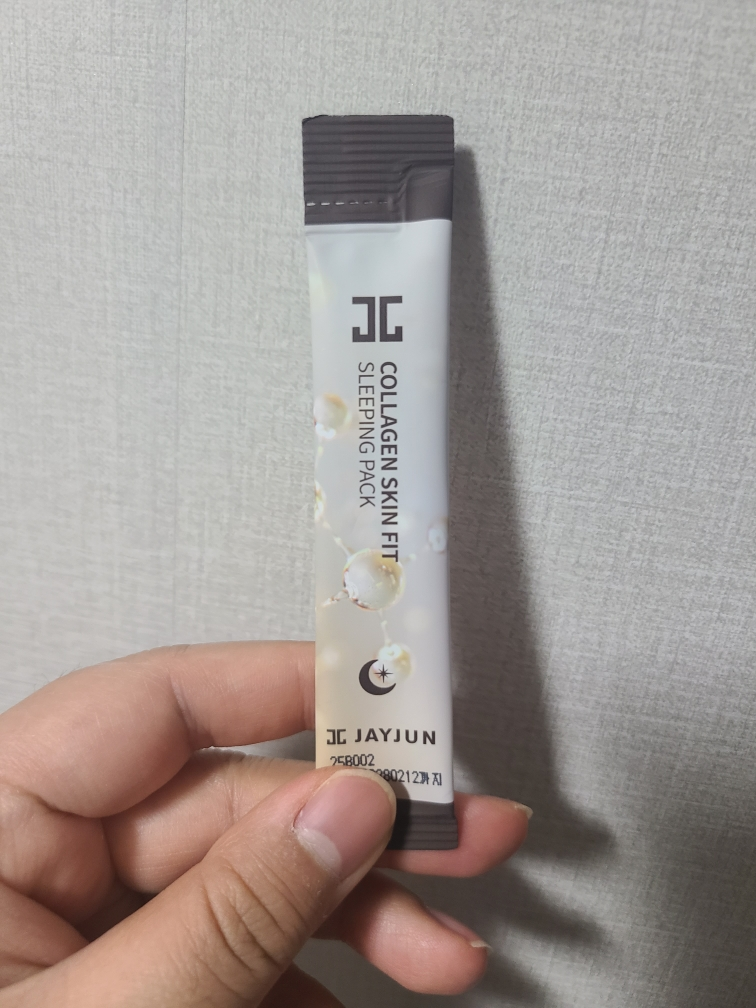 COLLAGEN SKIN FIT
SLEEPING PACK
JAYJUN
25B002